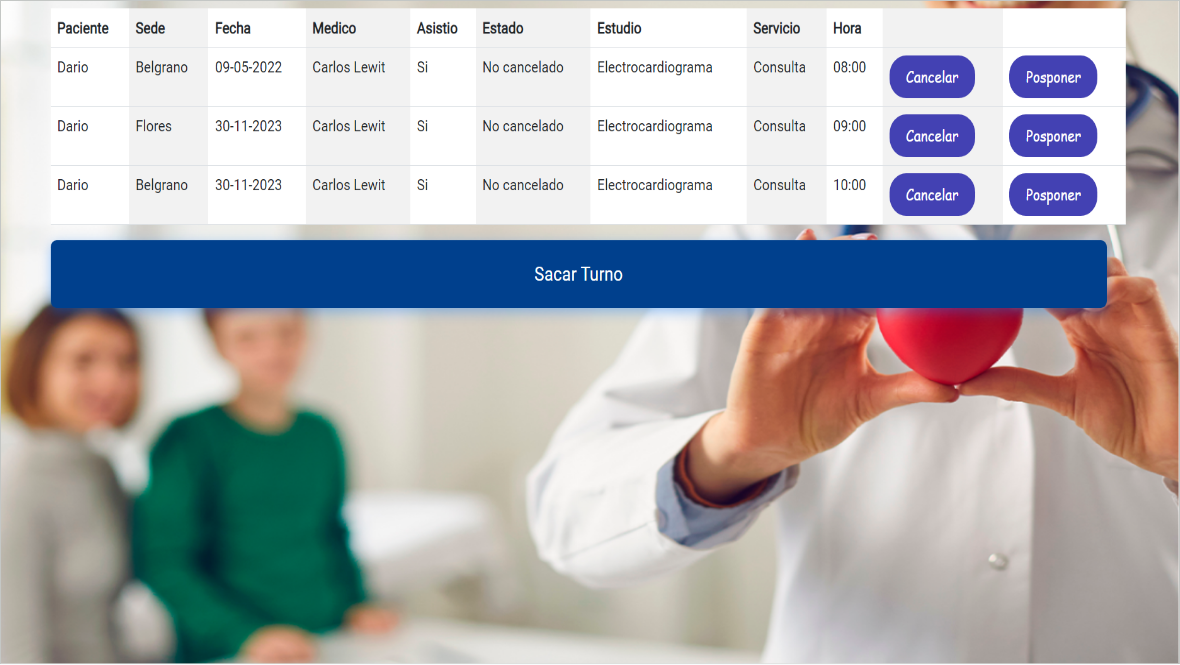 Paciente Sede Fecha Medico Asistio Estado Estudio Servicio Hora
Dario Belgrano 09-05-2022 Carlos Lewit Si No cancelado Electrocardiograma Consulta 08:00 Cancelar Posponer
Dario Flores 30-11-2023 Carlos Lewit Si No cancelado Electrocardiograma Consulta 09:00 Cancelar Posponer
Dario Belgrano 30-11-2023 Carlos Lewit Si No cancelado Electrocardiograma Consulta 10:00 Cancelar Posponer
Sacar Turno